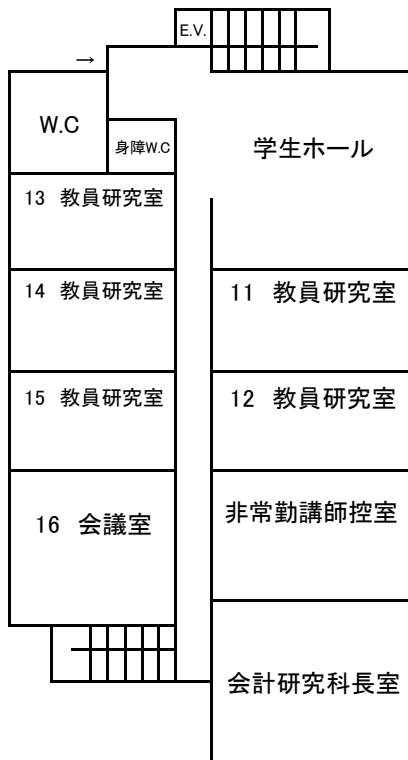 E.V.
→
W.C
身障W.C
学生ホール
13 教員研究室
14 教員研究室
11 教員研究室
15 教員研究室
12 教員研究室
16 会議室
非常勤講師控室
会計研究科長室